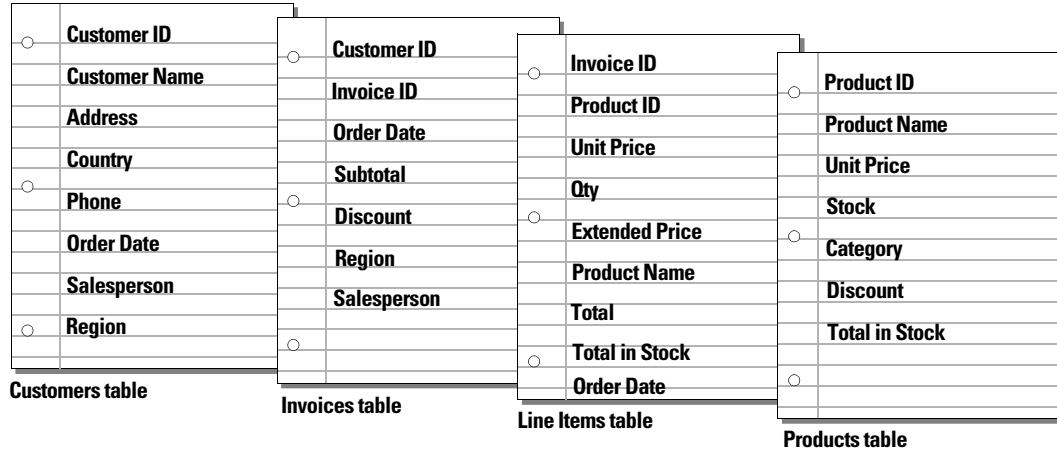 Customer ID
Customer Name
Address
Country
Phone
Order Date
Salesperson
Region
Customers table
Customer ID
Invoice ID
Order Date
Subtotal
Discount
Region
Salesperson
Invoices table
Invoice ID
Product ID
Unit Price
Qty
Extended Price
Product Name
Total
Total in Stock
Order Date
Line Items table
Product ID
Product Name
Unit Price
Stock
Category
Discount
Total in Stock
Products table